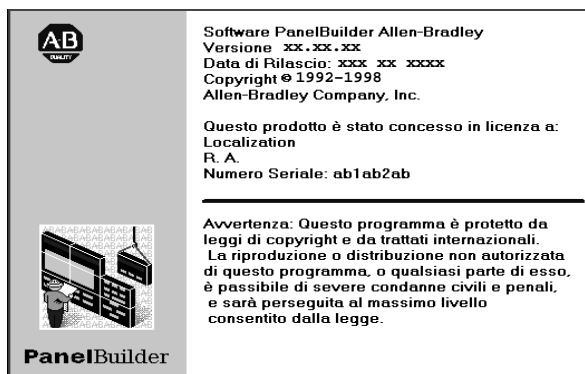 AB
QUALITY
Software PanelBuilder Allen-Bradley
Versione xx.xx.xx
Data di Rilascio: xxx xx xxxx
Copyright © 1992-1998
Allen-Bradley Company, Inc.
Questo prodotto è stato concesso in licenza a:
Localization
R. A.
Numero Seriale: ab1ab2ab
Avvertenza: Questo programma è protetto da
leggi di copyright e da trattati internazionali.
La riproduzione o distribuzione non autorizzata
di questo programma, o qualsiasi parte di esso,
è passibile di severe condanne civili e penali,
e sarà perseguita al massimo livello
consentito dalla legge.
PanelBuilder